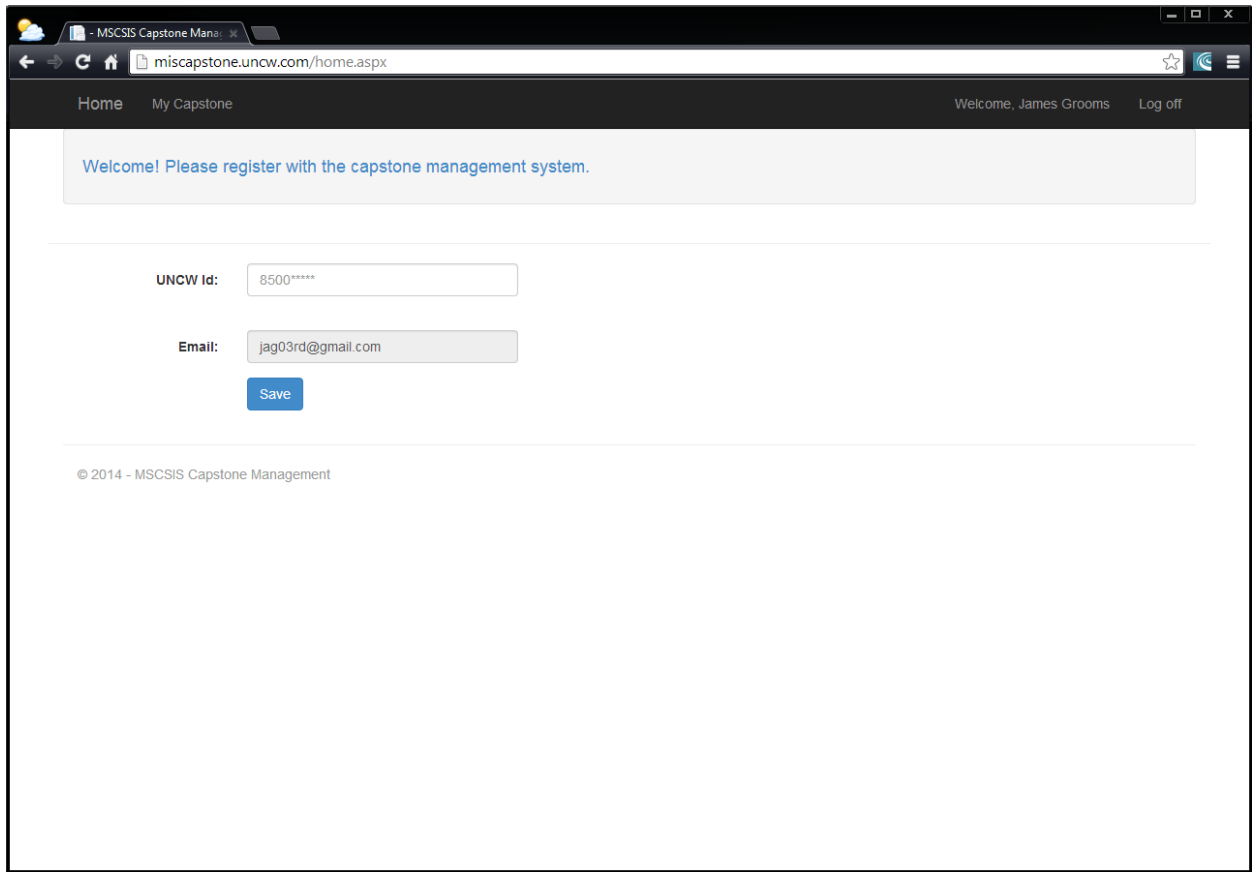 - MSCSIS Capstone Manag
miscapstone.uncw.com/home.aspx
Home My Capstone Welcome, James Grooms Log off
Welcome! Please register with the capstone management system.
UNCW Id: 8500*****
Email: jag03rd@gmail.com
Save
© 2014 - MSCSIS Capstone Management